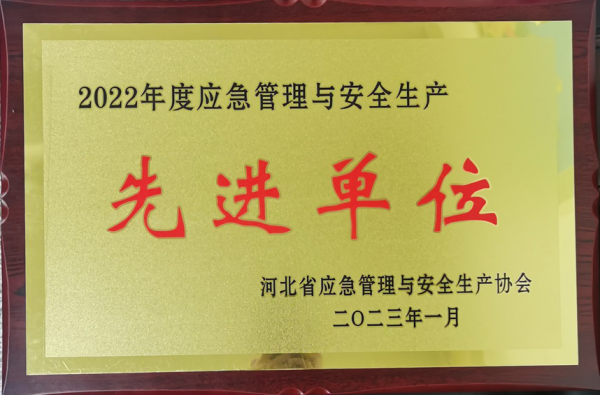 2022年度应急管理与安全生产
先进单位
河北省应急管理与安全生产协会
二〇二三年一月